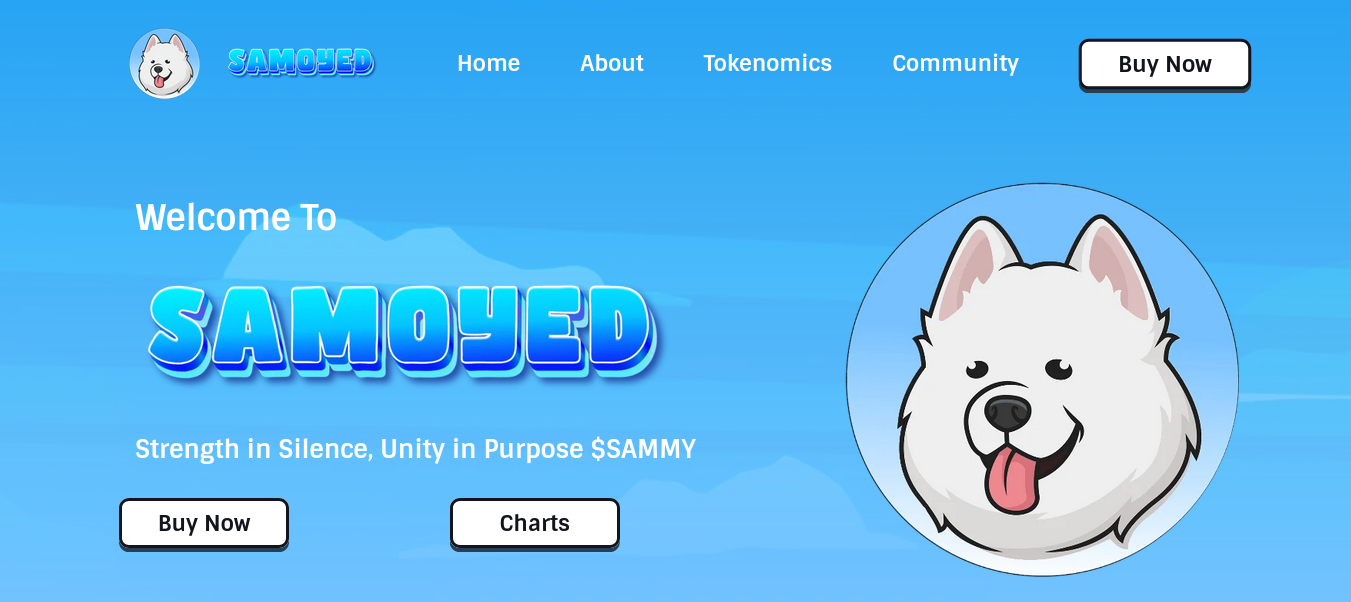 SAMOYED
Home
About
Tokenomics
Community
Buy Now
Welcome To
SAMOYED
Strength in Silence, Unity in Purpose $SAMMY
Buy Now
Charts